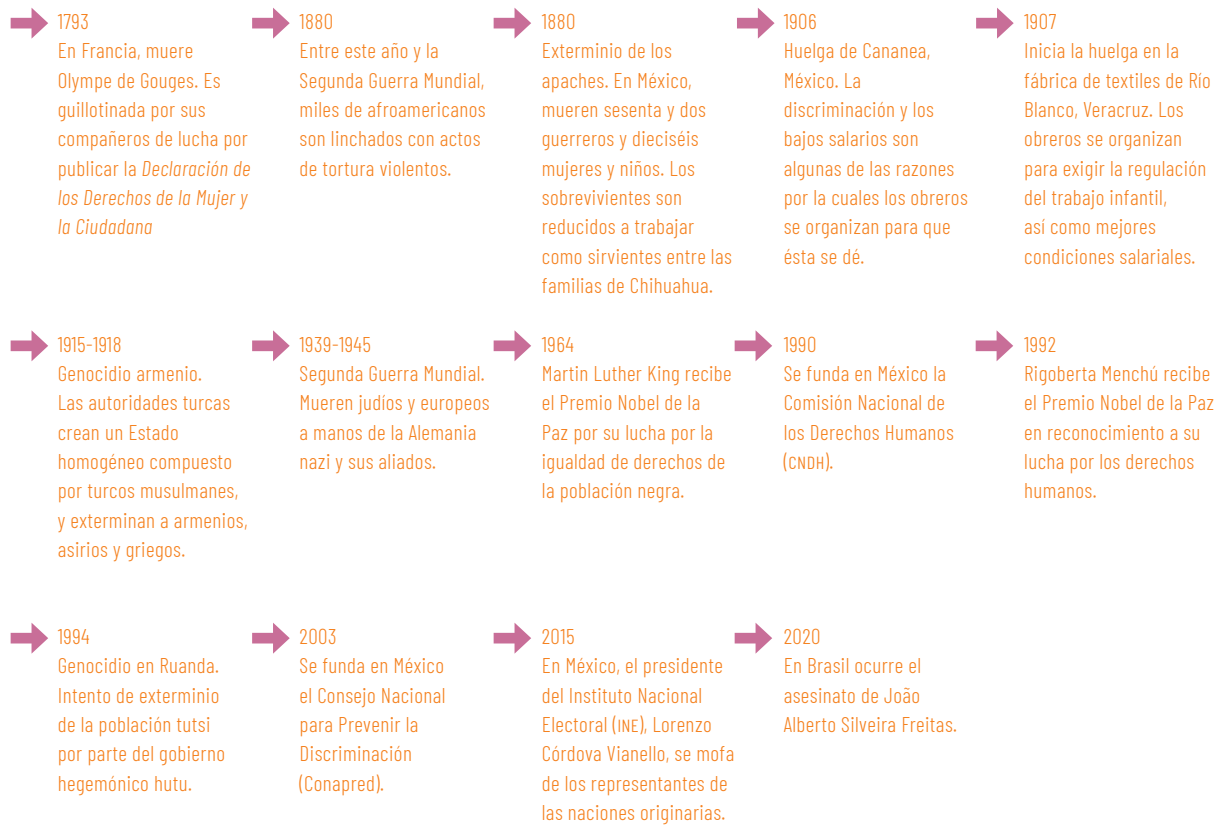 1793
En Francia, muere
Olympe de Gouges. Es
guillotinada por sus
compañeros de lucha por
publicar la Declaración de
los Derechos de la Mujer y
la Ciudadana
1880
Entre este año y la
Segunda Guerra Mundial,
miles de afroamericanos
son linchados con actos
de tortura violentos.
1880
Exterminio de los
apaches. En México,
mueren sesenta y dos
guerreros y dieciséis
mujeres y niños. Los
sobrevivientes son
reducidos a trabajar
como sirvientes entre las
familias de Chihuahua.
1906
Huelga de Cananea,
México. La
discriminación y los
bajos salarios son
algunas de las razones
por la cuales los obreros
se organizan para que
ésta se dé.
1907
Inicia la huelga en la
fábrica de textiles de Río
Blanco, Veracruz. Los
obreros se organizan
para exigir la regulación
del trabajo infantil,
así como mejores
condiciones salariales.
1915-1918
Genocidio armenio.
Las autoridades turcas
crean un Estado
homogéneo compuesto
por turcos musulmanes,
y exterminan a armenios,
asirios y griegos.
1939-1945
Segunda Guerra Mundial.
Mueren judíos y europeos
a manos de la Alemania
nazi y sus aliados.
1964
Martin Luther King recibe
el Premio Nobel de la
Paz por su lucha por la
igualdad de derechos de
la población negra.
1990
Se funda en México la
Comisión Nacional de
los Derechos Humanos
(CNDH).
1992
Rigoberta Menchú recibe
el Premio Nobel de la Paz
en reconocimiento a su
lucha por los derechos
humanos.
1994
Genocidio en Ruanda.
Intento de exterminio
de la población tutsi
por parte del gobierno
hegemónico hutu.
2003
Se funda en México
el Consejo Nacional
para Prevenir la
Discriminación
(Conapred).
2015
En México, el presidente
del Instituto Nacional
Electoral (INE), Lorenzo
Córdova Vianello, se mofa
de los representantes de
las naciones originarias.
2020
En Brasil ocurre el
asesinato de João
Alberto Silveira Freitas.